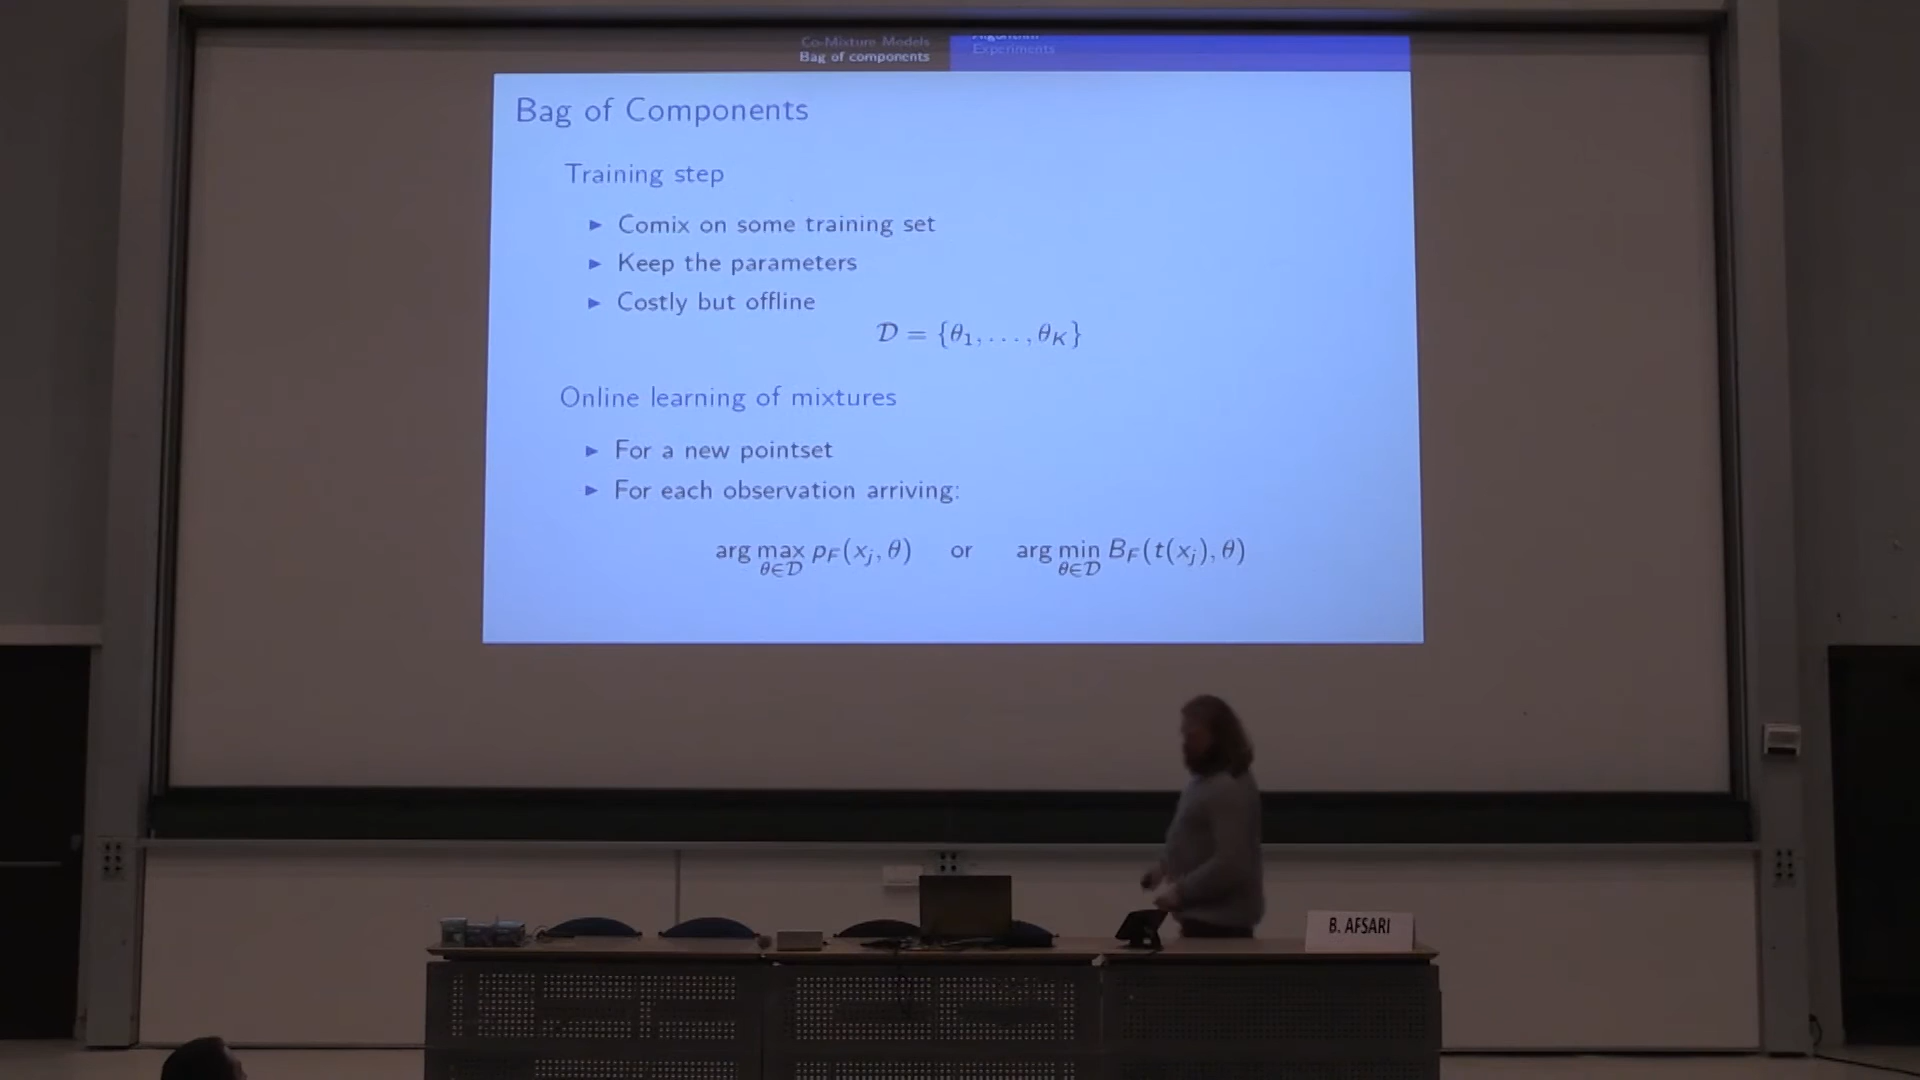 Co-Mixture Models
Bag of components
Algorithm
Experiments
Bag of Components
Training step
Comix on some training set
Keep the parameters
Costly but offline
𝒟 = {θ₁, . . . , θ_K}
Online learning of mixtures
For a new pointset
For each observation arriving:
arg max_{θ∈𝒟} p_F(x_j, θ) or arg min_{θ∈𝒟} B_F(t(x_j), θ)
B. AFSARI